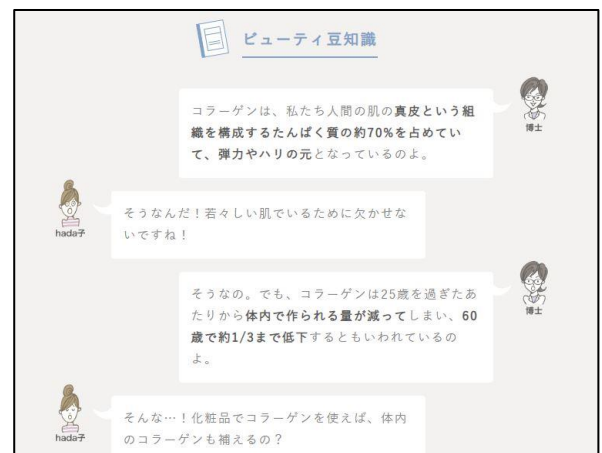 ビューティ豆知識
コラーゲンは、私たち人間の肌の真皮という組
織を構成するたんぱく質の約70%を占めてい
て、弾力やハリの元となっているのよ。
博士
そうなんだ!若々しい肌でいるために欠かせな
いですね!
hada子
そうなの。でも、コラーゲンは25歳を過ぎたあ
たりから体内で作られる量が減ってしまい、60
歳で約1/3まで低下するともいわれているの
よ。
博士
そんな…!化粧品でコラーゲンを使えば、体内
のコラーゲンも補えるの?
hada子